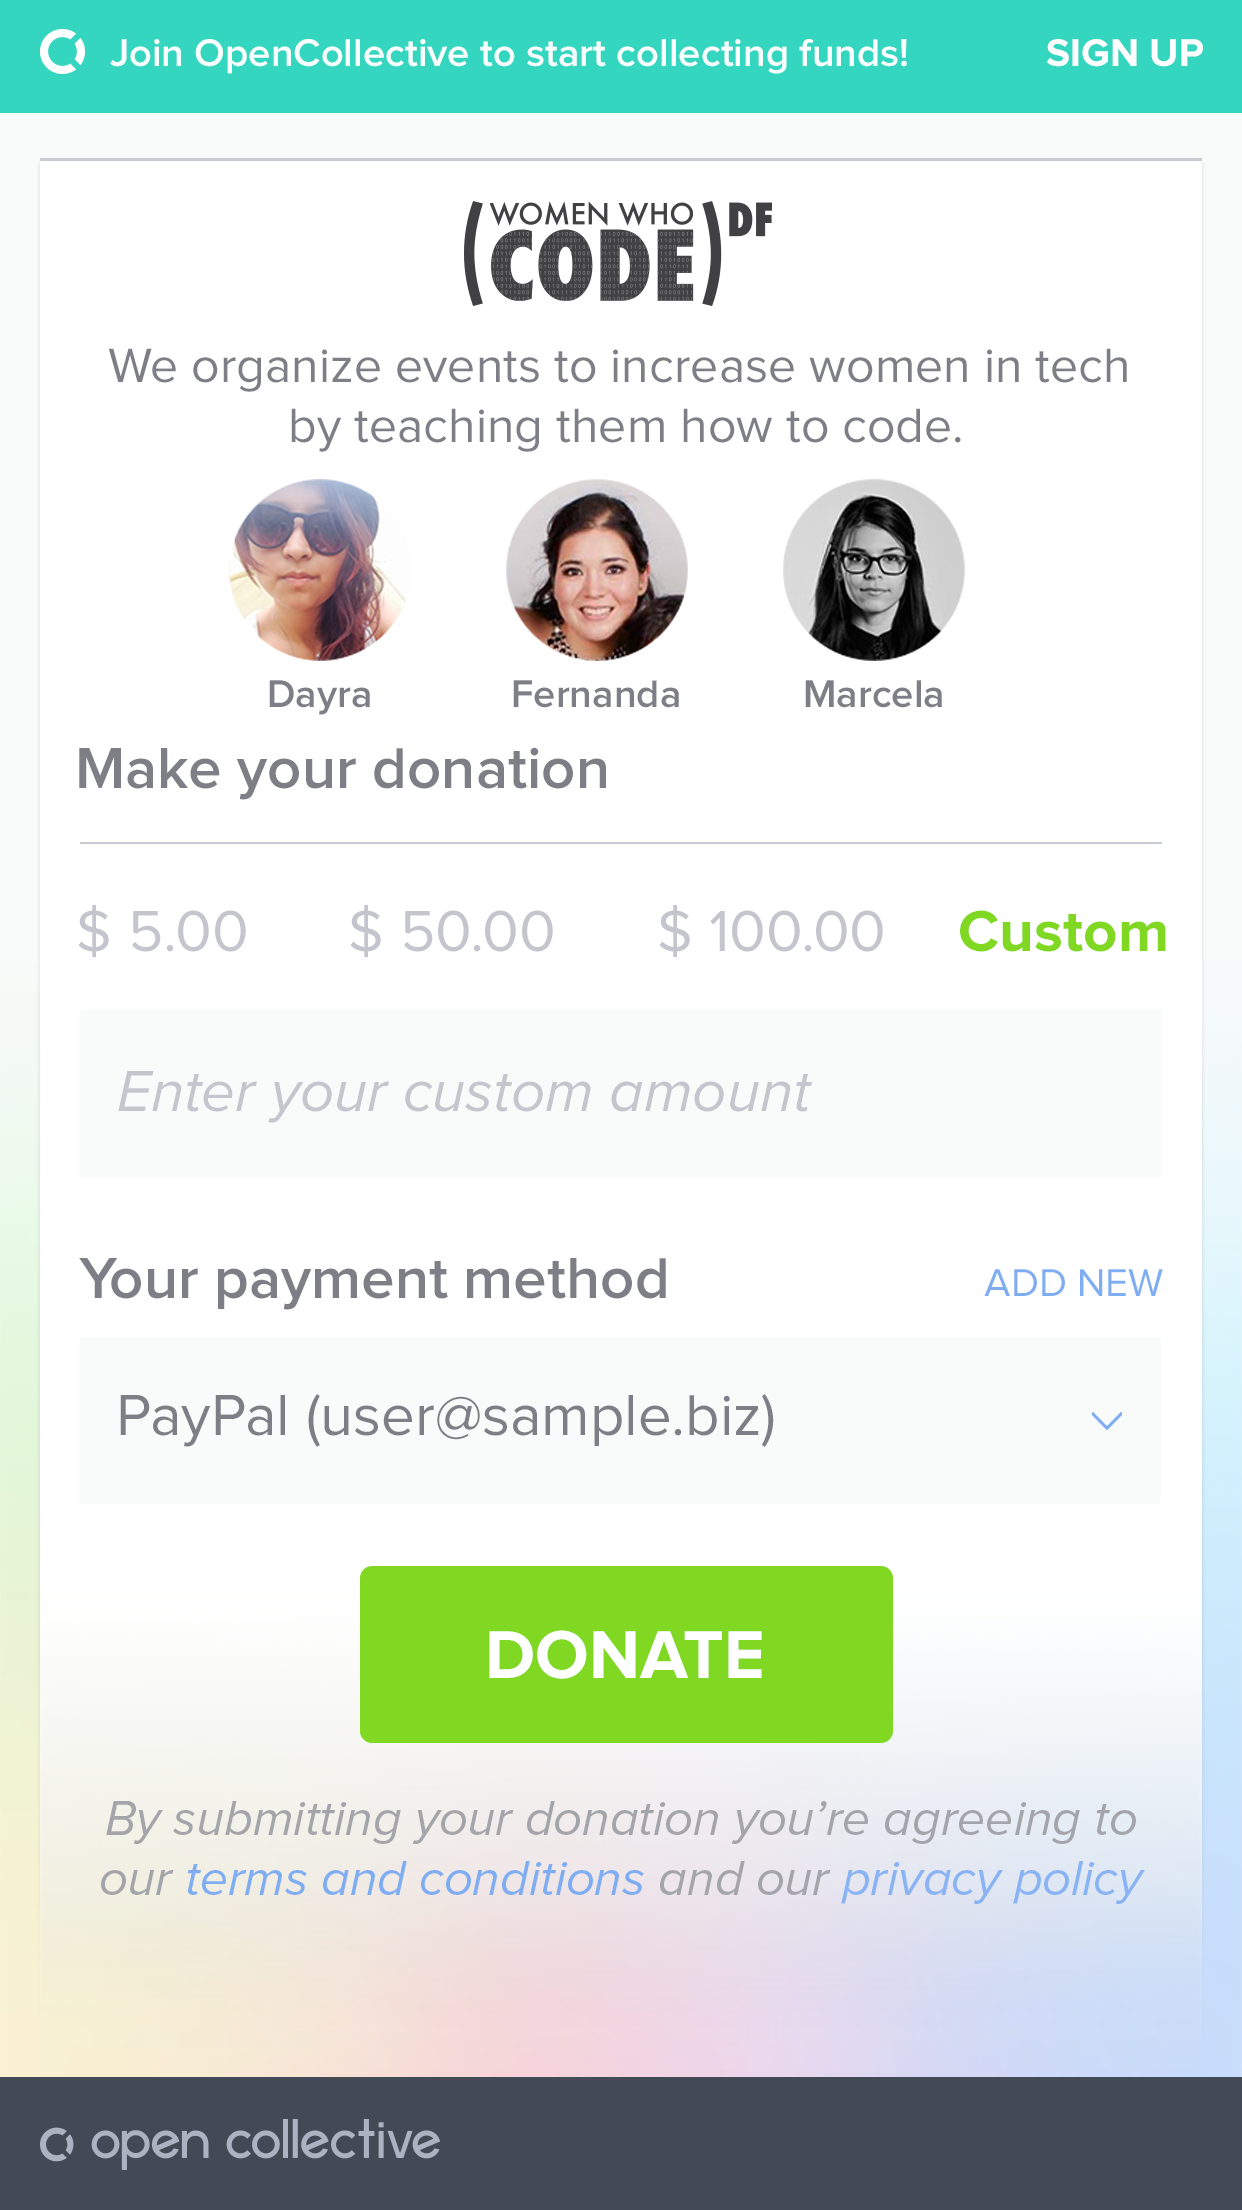 Join OpenCollective to start collecting funds! SIGN UP
(WOMEN WHO CODE) DF
We organize events to increase women in tech
by teaching them how to code.
Dayra Fernanda Marcela
Make your donation
$ 5.00 $ 50.00 $ 100.00 Custom
Enter your custom amount
Your payment method ADD NEW
PayPal (user@sample.biz)
DONATE
By submitting your donation you’re agreeing to
our terms and conditions and our privacy policy
open collective